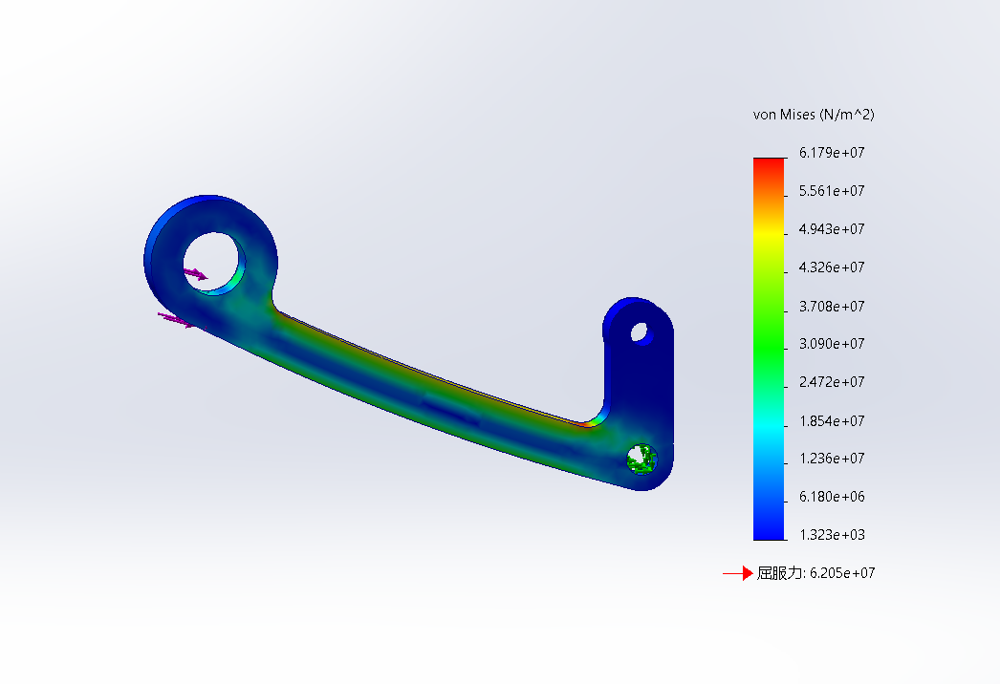 von Mises (N/m^2)
6.179e+07
5.561e+07
4.943e+07
4.326e+07
3.708e+07
3.090e+07
2.472e+07
1.854e+07
1.236e+07
6.180e+06
1.323e+03
屈服力: 6.205e+07